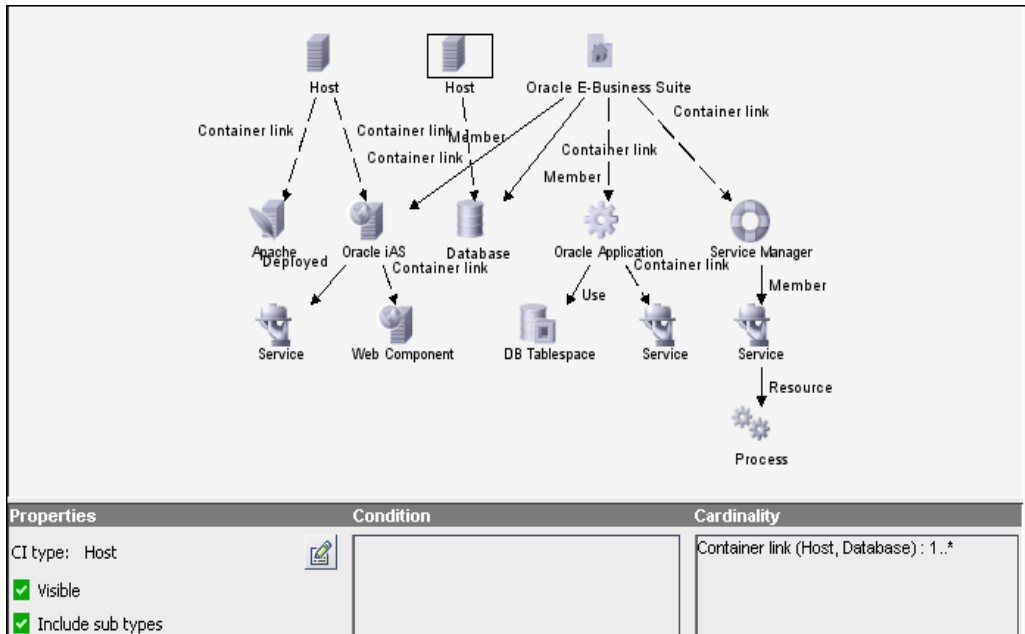 Host
Host
Oracle E-Business Suite
Container link
Container link
Container link
Member
Container link
Container link
Member
Apache
Oracle iAS
Database
Oracle Application
Service Manager
Deployed
Container link
Container link
Use
Member
Service
Web Component
DB Tablespace
Service
Service
Resource
Process
Properties
Condition
Cardinality
CI type: Host
Container link (Host, Database) : 1..*
Visible
Include sub types